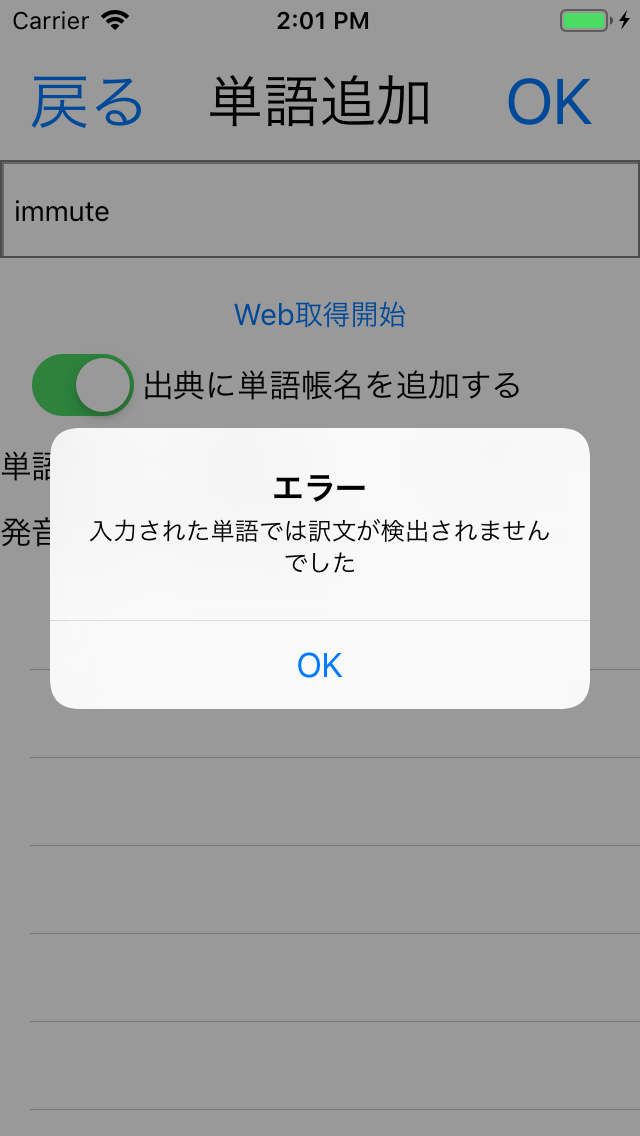 Carrier 2:01 PM
戻る 単語追加 OK
immute
Web取得開始
出典に単語帳名を追加する
単語
発音
エラー
入力された単語では訳文が検出されません
でした
OK